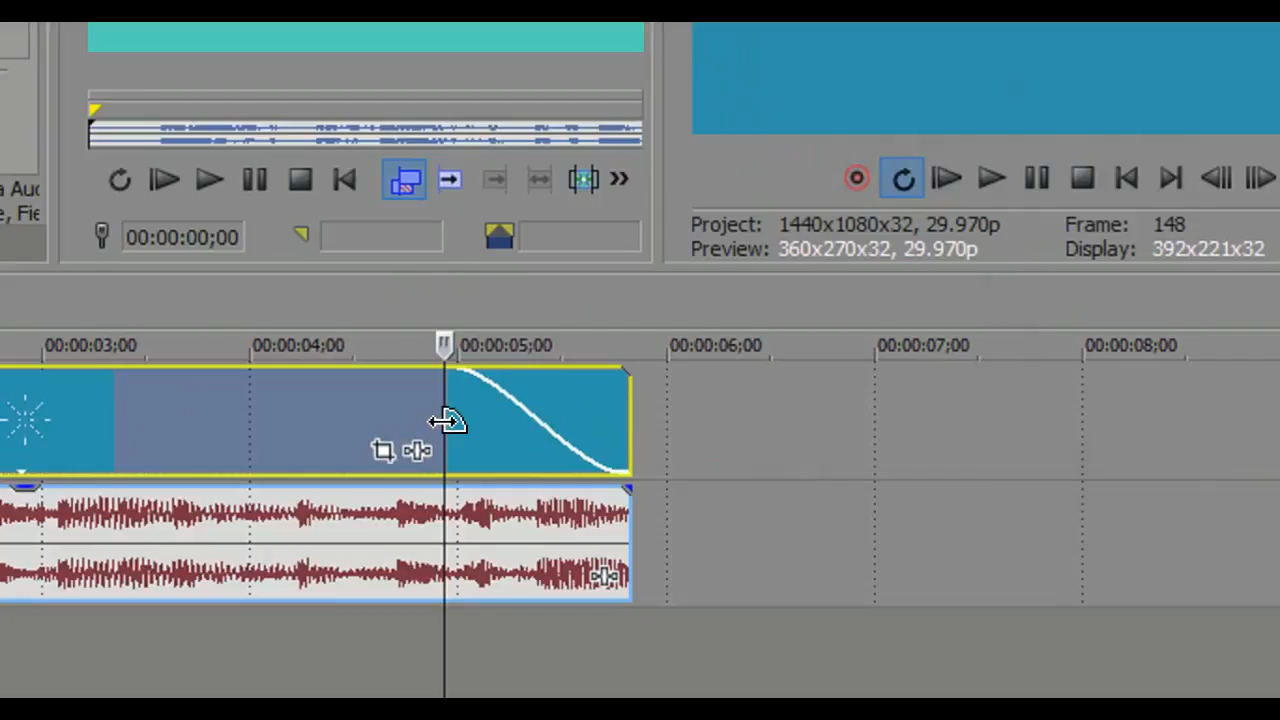 a Aud
e, Fie
00:00:00;00
Project: 1440x1080x32, 29.970p Frame: 148
Preview: 360x270x32, 29.970p Display: 392x221x32
00:00:03;00 00:00:04;00 00:00:05;00 00:00:06;00 00:00:07;00 00:00:08;00